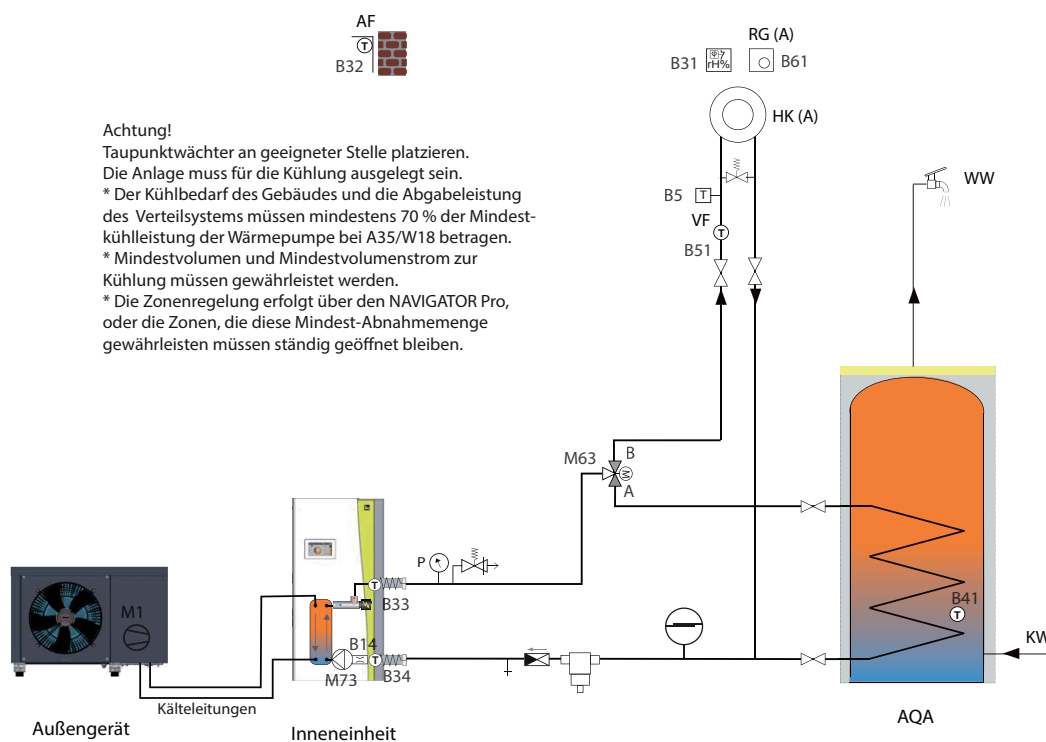 AF
T
B32
RG (A)
B31
rH%
B61
HK (A)
Achtung!
Taupunktwächter an geeigneter Stelle platzieren.
Die Anlage muss für die Kühlung ausgelegt sein.
* Der Kühlbedarf des Gebäudes und die Abgabeleistung
des Verteilsystems müssen mindestens 70 % der Mindest-
kühlleistung der Wärmepumpe bei A35/W18 betragen.
* Mindestvolumen und Mindestvolumenstrom zur
Kühlung müssen gewährleistet werden.
* Die Zonenregelung erfolgt über den NAVIGATOR Pro,
oder die Zonen, die diese Mindest-Abnahmemenge
gewährleisten müssen ständig geöffnet bleiben.
WW
B5
T
VF
T
B51
M63
B
M
A
P
T
B33
M1
B14
T
M73
B34
B41
T
KW
Kälteleitungen
Außengerät
Inneneinheit
AQA